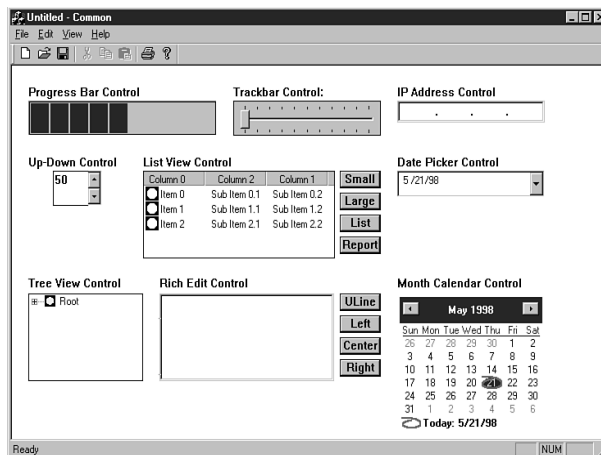 Untitled - Common
File Edit View Help
Progress Bar Control
Trackbar Control:
IP Address Control
. . .
Up-Down Control
50
List View Control
Column 0 Column 2 Column 1
Item 0 Sub Item 0.1 Sub Item 0.2
Item 1 Sub Item 1.1 Sub Item 1.2
Item 2 Sub Item 2.1 Sub Item 2.2
Small
Large
List
Report
Date Picker Control
5 /21/98
Tree View Control
Root
Rich Edit Control
ULine
Left
Center
Right
Month Calendar Control
May 1998
Sun Mon Tue Wed Thu Fri Sat
26 27 28 29 30 1 2
3 4 5 6 7 8 9
10 11 12 13 14 15 16
17 18 19 20 21 22 23
24 25 26 27 28 29 30
31 1 2 3 4 5 6
Today: 5/21/98
Ready
NUM